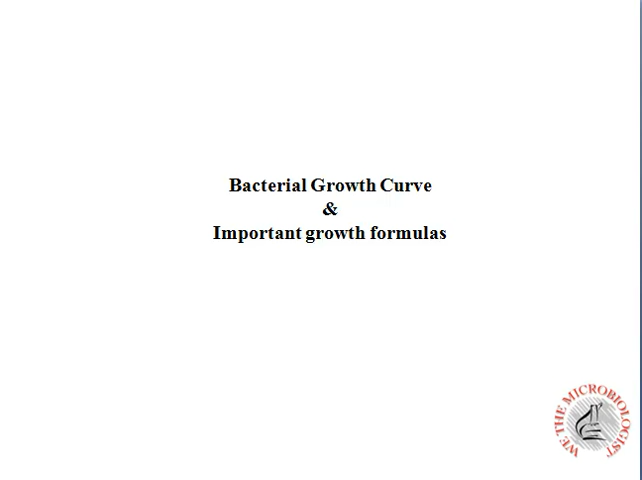 Bacterial Growth Curve
&
Important growth formulas
WE THE MICROBIOLOGIST